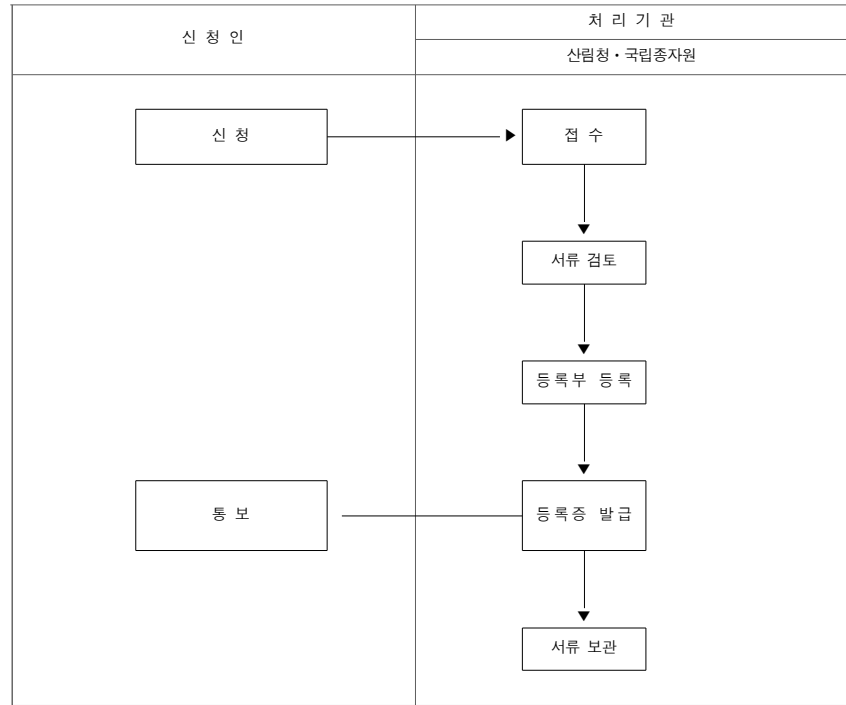 신 청 인
처 리 기 관
산림청・국립종자원
신 청
접 수
서류 검토
등록부 등록
통 보
등록증 발급
서류 보관